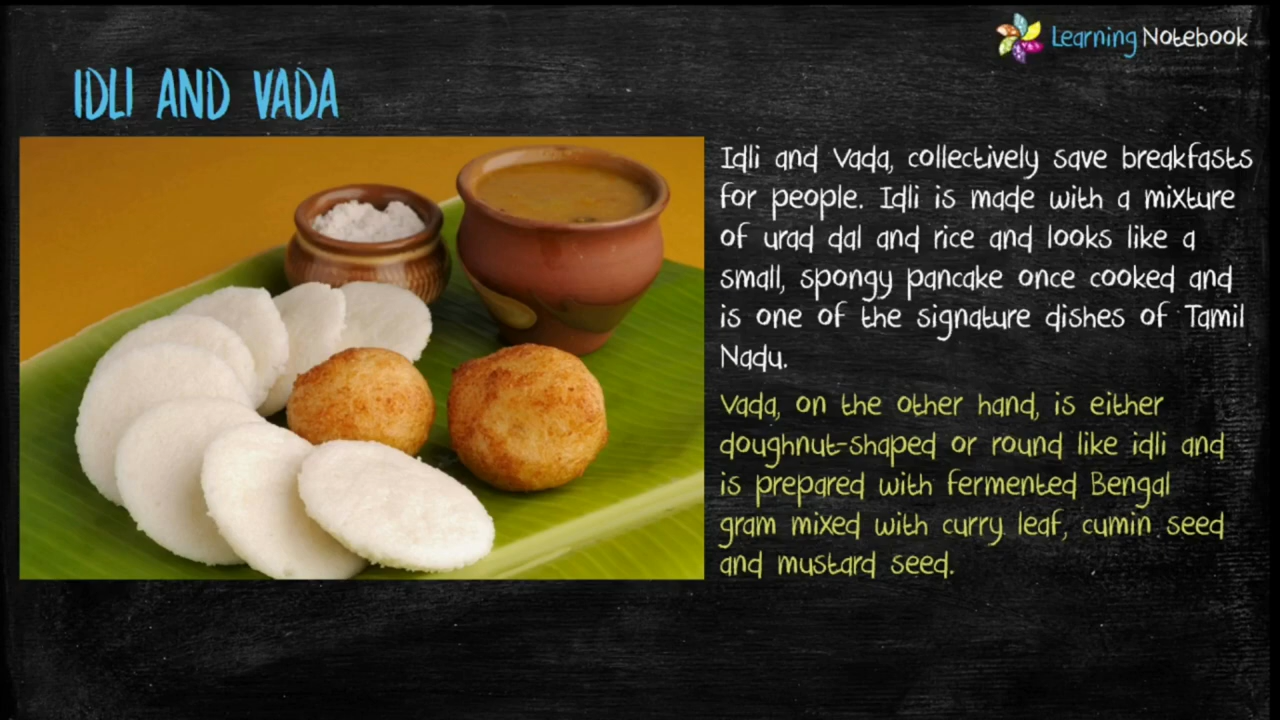 Learning Notebook
IDLI AND VADA
Idli and Vada, collectively save breakfasts
for people. Idli is made with a mixture
of urad dal and rice and looks like a
small, spongy pancake once cooked and
is one of the signature dishes of Tamil
Nadu.
Vada, on the other hand, is either
doughnut-shaped or round like idli and
is prepared with fermented Bengal
gram mixed with curry leaf, cumin seed
and mustard seed.